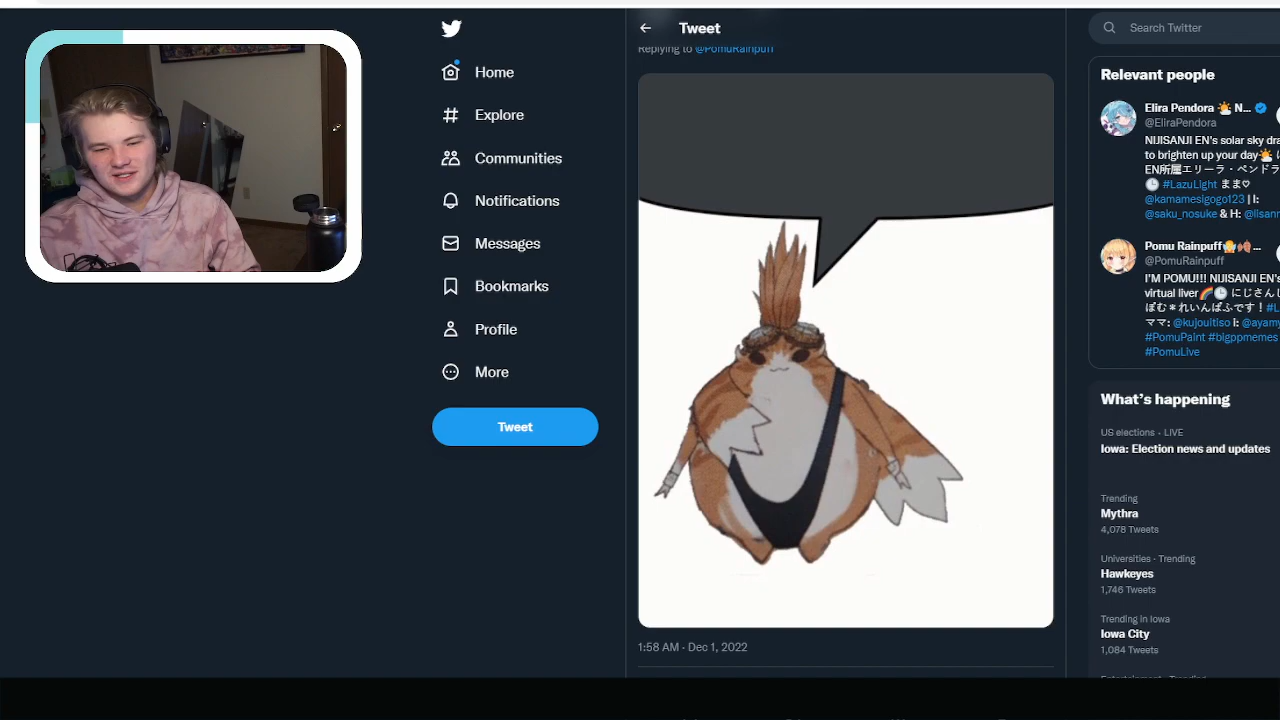 Home
Explore
Communities
Notifications
Messages
Bookmarks
Profile
More
Tweet
Tweet
Replying to @PomuRainpuff
1:58 AM · Dec 1, 2022
Search Twitter
Relevant people
Elira Pendora N...
@EliraPendora
NIJISANJI EN's solar sky dra
to brighten up your day
EN所属エリーラ・ペンドラ
#LazuLight まま♡
@kamamesigogo123 | I:
@saku_nosuke & H: @lisann
Pomu Rainpuff ...
@PomuRainpuff
I'M POMU!!! NIJISANJI EN's
virtual liver にじさんじ
ぽむ＊れいんぱふです！ #L
ママ: @kujouitiso I: @ayamy
#PomuPaint #bigppmemes
#PomuLive
What's happening
US elections · LIVE
Iowa: Election news and updates
Trending
Mythra
4,078 Tweets
Universities · Trending
Hawkeyes
1,746 Tweets
Trending in Iowa
Iowa City
1,084 Tweets